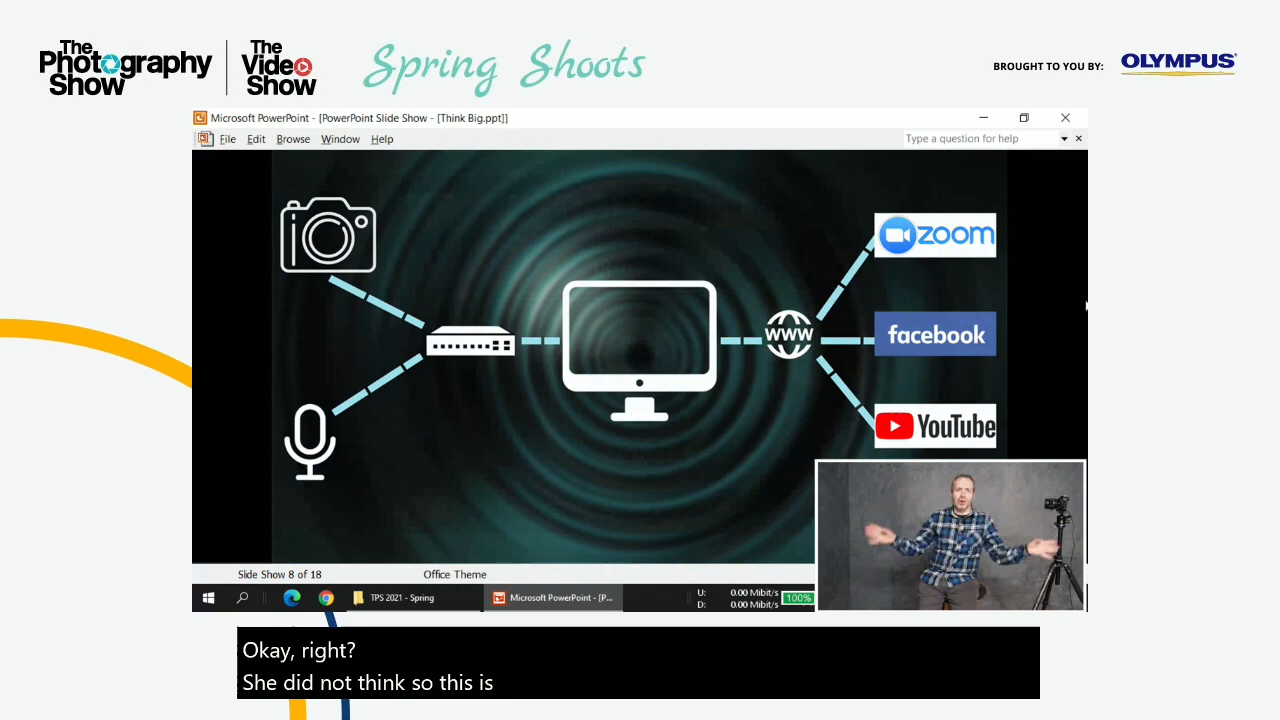 The Photography Show
The Video Show
Spring Shoots
BROUGHT TO YOU BY:
OLYMPUS
Microsoft PowerPoint - [PowerPoint Slide Show - [Think Big.ppt]]
File Edit Browse Window Help
Type a question for help
zoom
www
facebook
YouTube
Slide Show 8 of 18
Office Theme
TPS 2021 - Spring
Microsoft PowerPoint - [P...
U: 0.00 Mibit/s
D: 0.00 Mibit/s
100%
Okay, right?
She did not think so this is